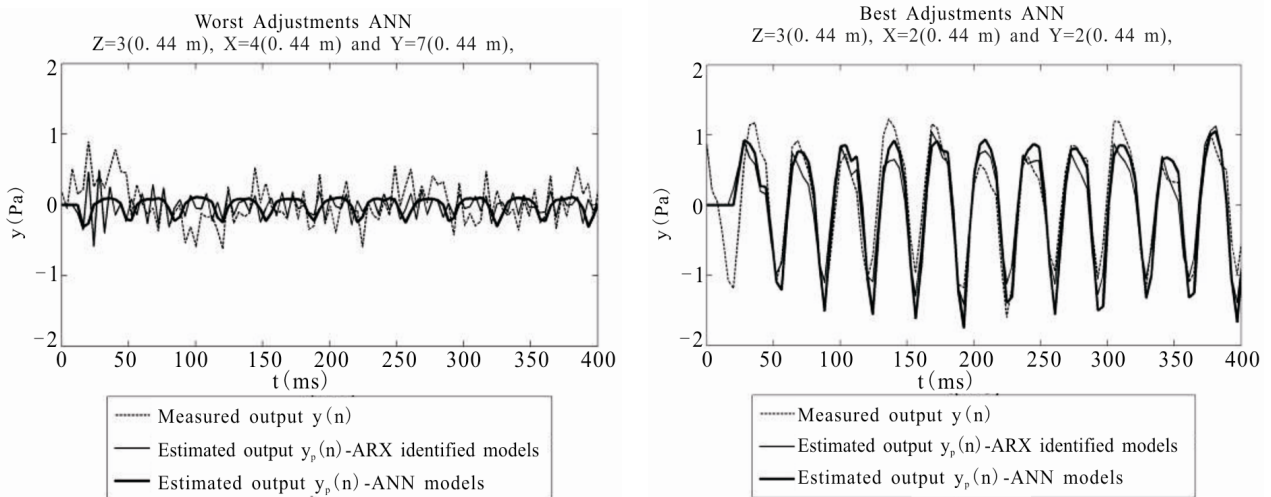 Worst Adjustments ANN
Z=3(0. 44 m), X=4(0. 44 m) and Y=7(0. 44 m),
2
1
0
−1
−2
y(Pa)
0 50 100 150 200 250 300 350 400
t(ms)
Measured output y(n)
Estimated output yₚ(n)-ARX identified models
Estimated output yₚ(n)-ANN models
Best Adjustments ANN
Z=3(0. 44 m), X=2(0. 44 m) and Y=2(0. 44 m),
2
1
0
−1
−2
y(Pa)
0 50 100 150 200 250 300 350 400
t(ms)
Measured output y(n)
Estimated output yₚ(n)-ARX identified models
Estimated output yₚ(n)-ANN models